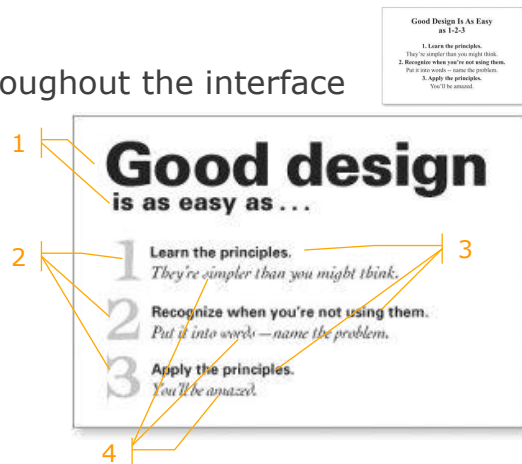 Good Design Is As Easy
as 1-2-3
1. Learn the principles.
They're simpler than you might think.
2. Recognize when you're not using them.
Put it into words – name the problem.
3. Apply the principles.
You'll be amazed.
oughout the interface
1
Good design
is as easy as . . .
2
3
1 Learn the principles.
They're simpler than you might think.
2 Recognize when you're not using them.
Put it into words—name the problem.
3 Apply the principles.
You'll be amazed.
4